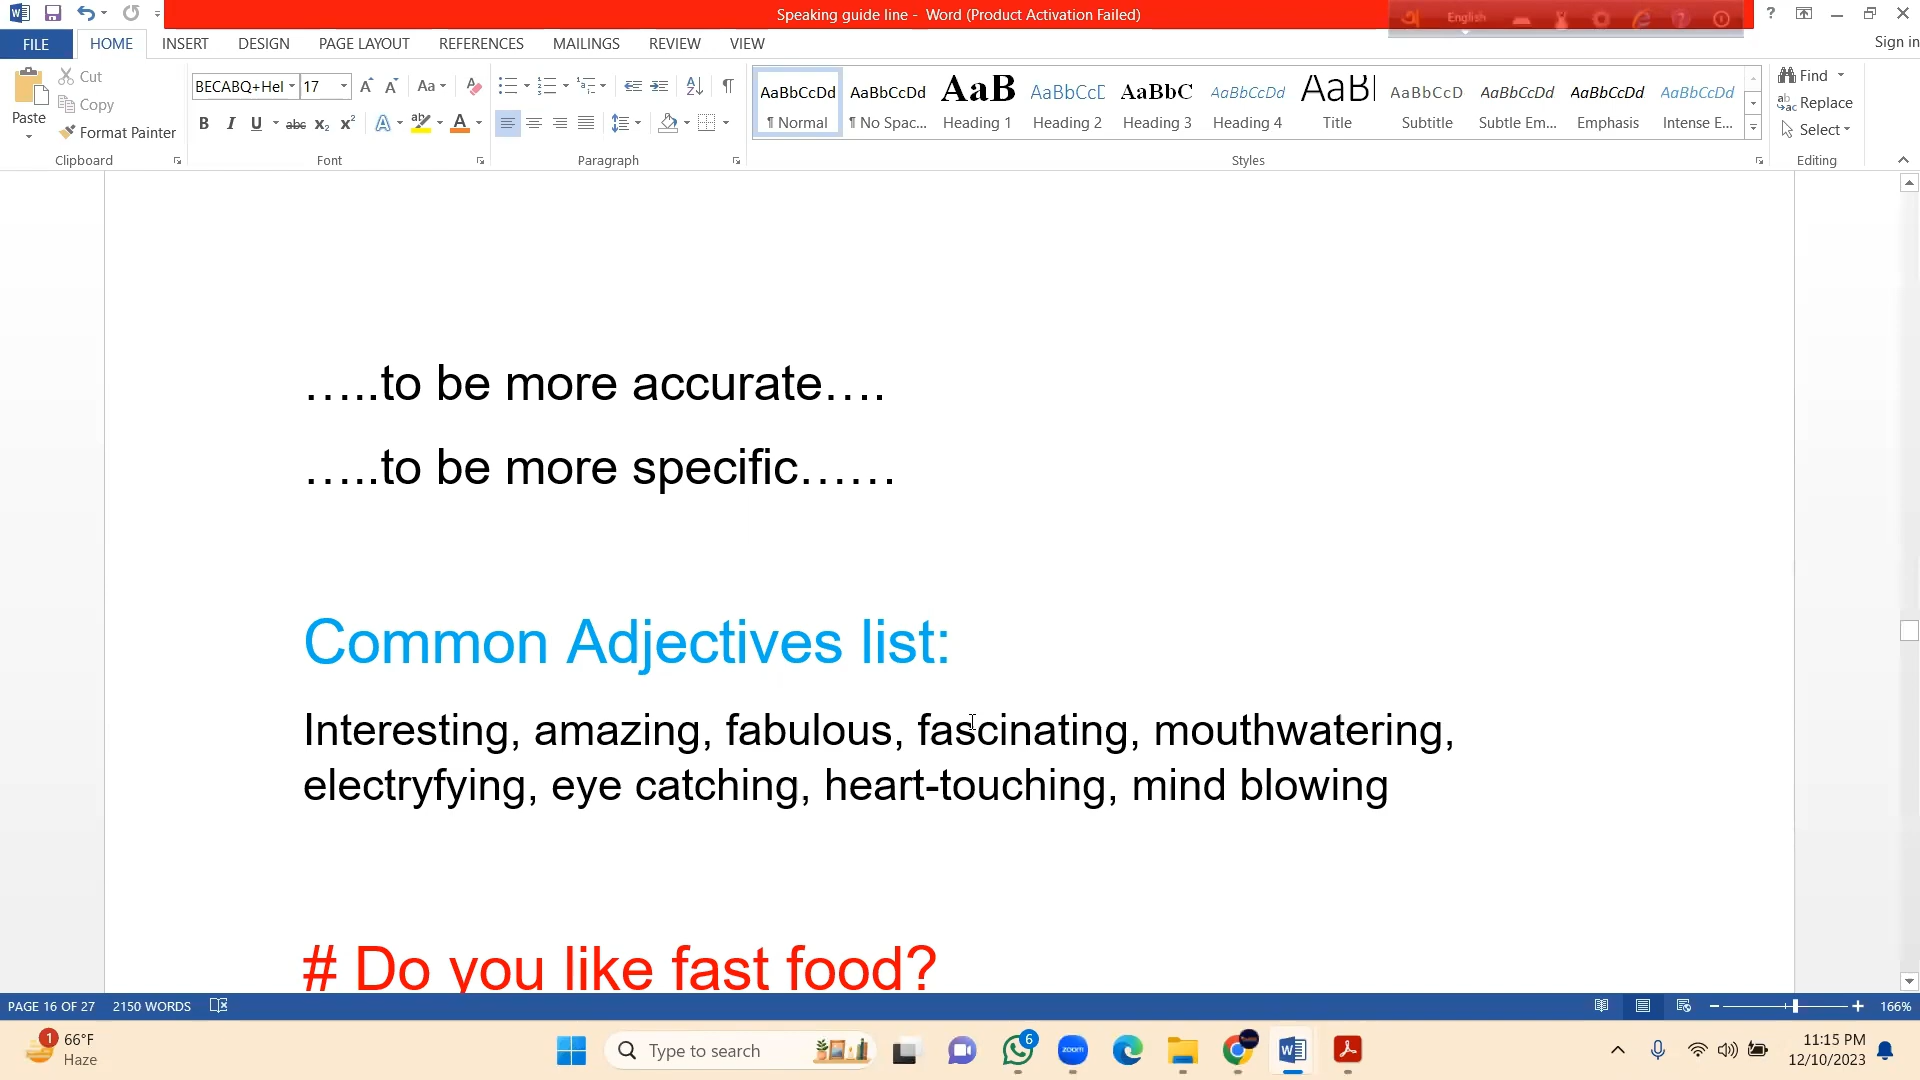 Speaking guide line - Word (Product Activation Failed)
English
FILE HOME INSERT DESIGN PAGE LAYOUT REFERENCES MAILINGS REVIEW VIEW
Sign in
Paste
Cut
Copy
Format Painter
Clipboard
BECABQ+Hel 17
Font
Paragraph
AaBbCcDd AaBbCcDd AaB AaBbCcD AaBbC AaBbCcDd AaBl AaBbCcD AaBbCcDd AaBbCcDd AaBbCcDd
¶ Normal ¶ No Spac... Heading 1 Heading 2 Heading 3 Heading 4 Title Subtitle Subtle Em... Emphasis Intense E...
Styles
Find
Replace
Select
Editing
…..to be more accurate….
…..to be more specific……
Common Adjectives list:
Interesting, amazing, fabulous, fascinating, mouthwatering,
electryfying, eye catching, heart-touching, mind blowing
# Do you like fast food?
PAGE 16 OF 27 2150 WORDS
166%
1
66°F
Haze
Type to search
6
zoom
11:15 PM
12/10/2023